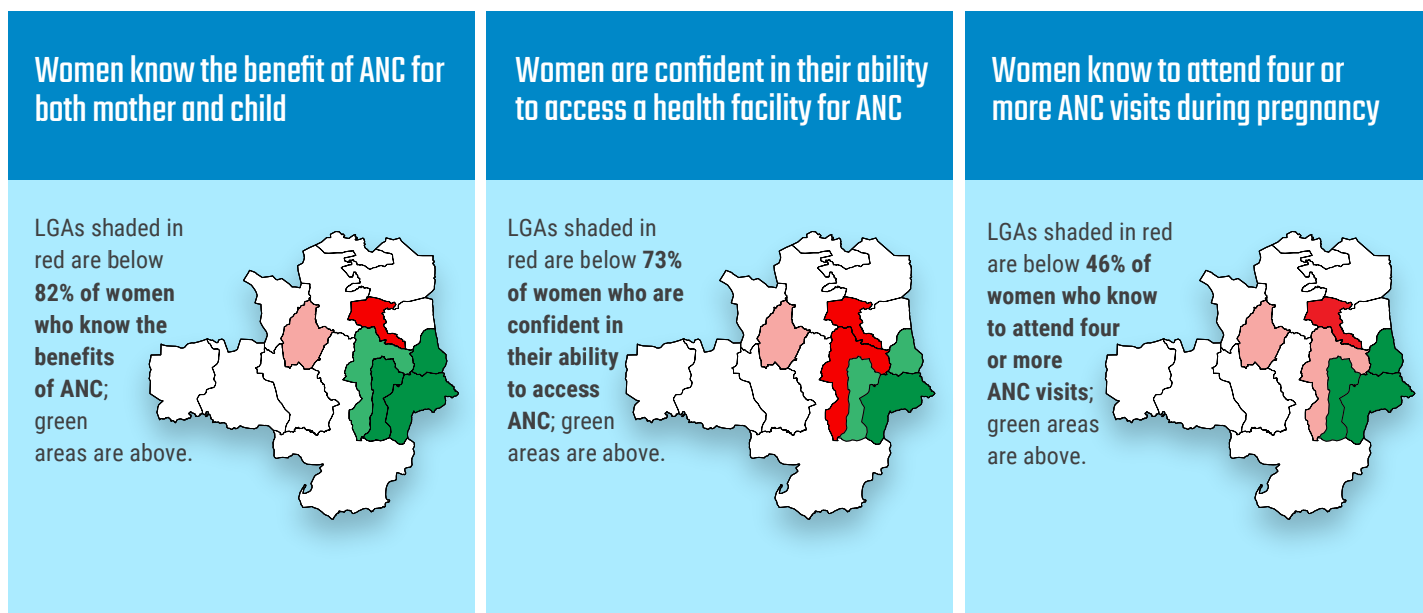 Women know the benefit of ANC for
both mother and child
LGAs shaded in
red are below
82% of women
who know the
benefits
of ANC;
green
areas are above.
Women are confident in their ability
to access a health facility for ANC
LGAs shaded in
red are below 73%
of women who are
confident in
their ability
to access
ANC; green
areas are above.
Women know to attend four or
more ANC visits during pregnancy
LGAs shaded in red
are below 46% of
women who know
to attend four
or more
ANC visits;
green areas
are above.